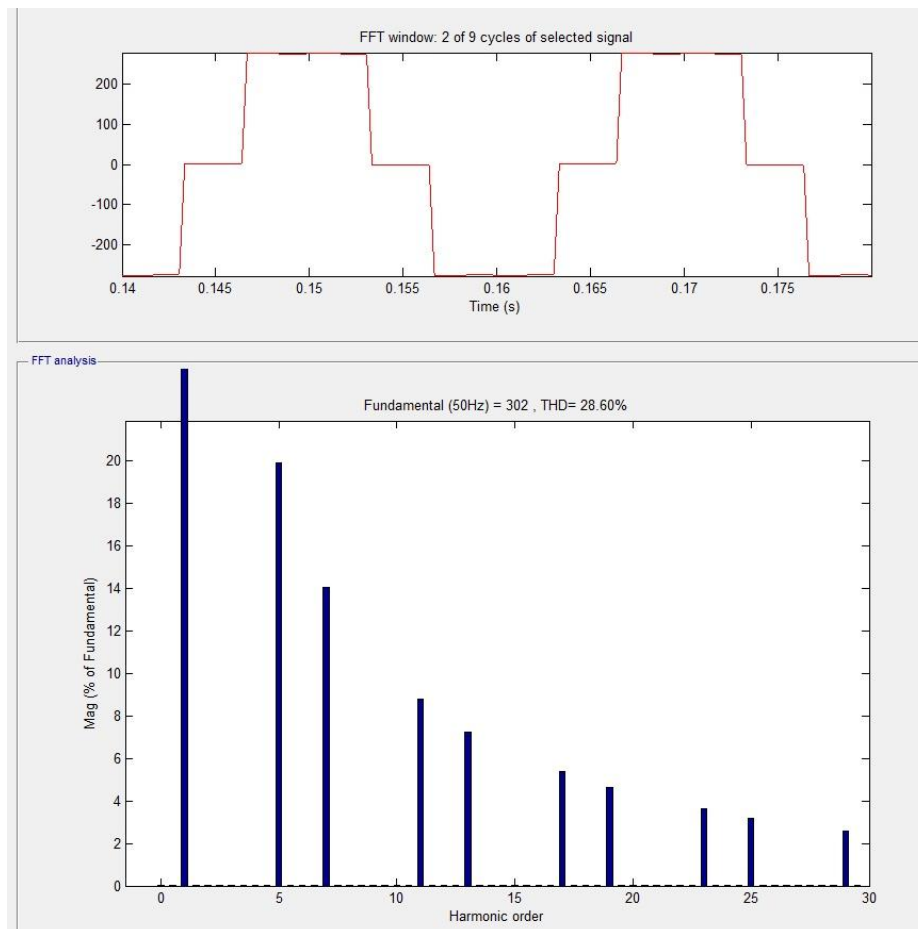 FFT window: 2 of 9 cycles of selected signal
200
100
0
-100
-200
0.14 0.145 0.15 0.155 0.16 0.165 0.17 0.175
Time (s)
FFT analysis
Fundamental (50Hz) = 302 , THD= 28.60%
Mag (% of Fundamental)
20
18
16
14
12
10
8
6
4
2
0
0 5 10 15 20 25 30
Harmonic order